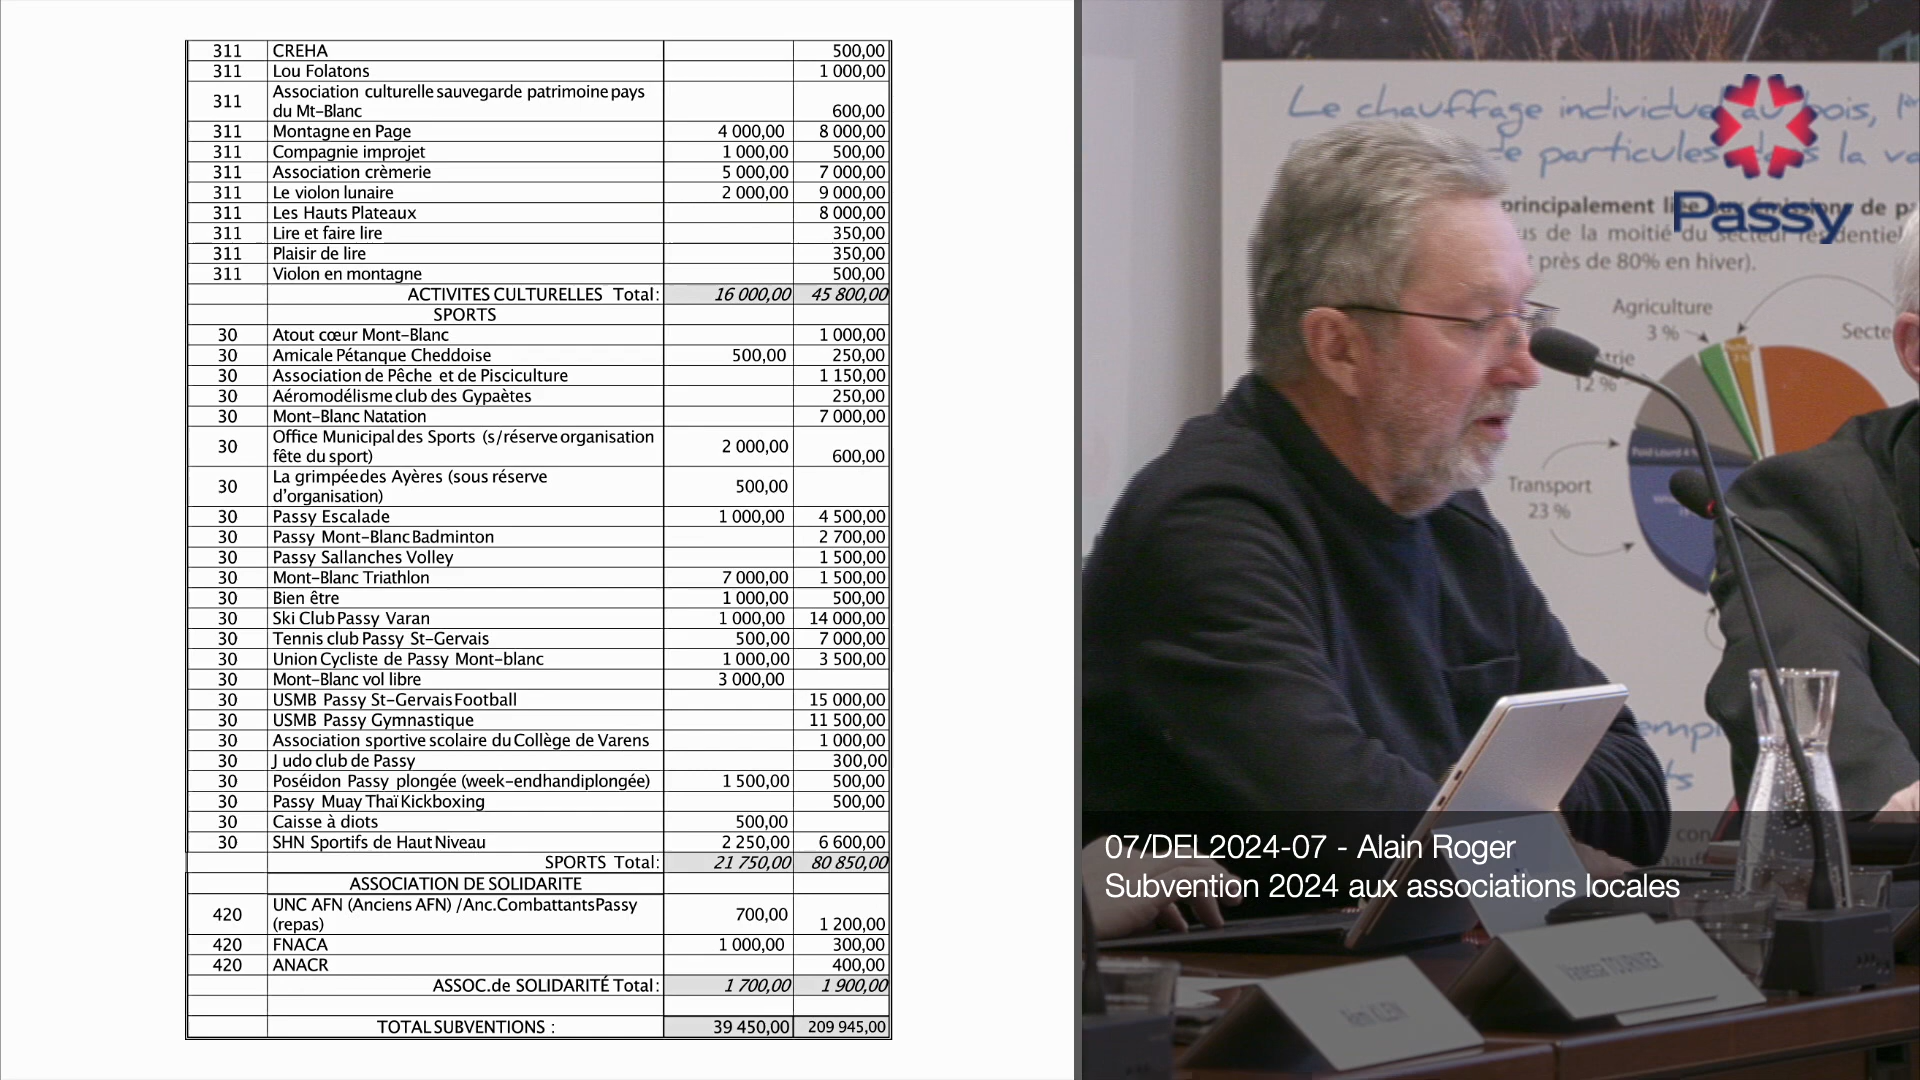 311 CREHA 500,00
311 Lou Folatons 1 000,00
311 Association culturelle sauvegarde patrimoine pays
du Mt-Blanc 600,00
311 Montagne en Page 4 000,00 8 000,00
311 Compagnie improjet 1 000,00 500,00
311 Association crèmerie 5 000,00 7 000,00
311 Le violon lunaire 2 000,00 9 000,00
311 Les Hauts Plateaux 8 000,00
311 Lire et faire lire 350,00
311 Plaisir de lire 350,00
311 Violon en montagne 500,00
ACTIVITES CULTURELLES Total: 16 000,00 45 800,00
SPORTS
30 Atout cœur Mont-Blanc 1 000,00
30 Amicale Pétanque Cheddoise 500,00 250,00
30 Association de Pêche et de Pisciculture 1 150,00
30 Aéromodélisme club des Gypaètes 250,00
30 Mont-Blanc Natation 7 000,00
30 Office Municipal des Sports (s/réserve organisation
fête du sport) 2 000,00 600,00
30 La grimpée des Ayères (sous réserve
d'organisation) 500,00
30 Passy Escalade 1 000,00 4 500,00
30 Passy Mont-Blanc Badminton 2 700,00
30 Passy Sallanches Volley 1 500,00
30 Mont-Blanc Triathlon 7 000,00 1 500,00
30 Bien être 1 000,00 500,00
30 Ski Club Passy Varan 1 000,00 14 000,00
30 Tennis club Passy St-Gervais 500,00 7 000,00
30 Union Cycliste de Passy Mont-blanc 1 000,00 3 500,00
30 Mont-Blanc vol libre 3 000,00
30 USMB Passy St-Gervais Football 15 000,00
30 USMB Passy Gymnastique 11 500,00
30 Association sportive scolaire du Collège de Varens 1 000,00
30 Judo club de Passy 300,00
30 Poséidon Passy plongée (week-end handiplongée) 1 500,00 500,00
30 Passy Muay Thaï Kickboxing 500,00
30 Caisse à diots 500,00
30 SHN Sportifs de Haut Niveau 2 250,00 6 600,00
SPORTS Total: 21 750,00 80 850,00
ASSOCIATION DE SOLIDARITE
420 UNC AFN (Anciens AFN) /Anc.Combattants Passy
(repas) 700,00 1 200,00
420 FNACA 1 000,00 300,00
420 ANACR 400,00
ASSOC.de SOLIDARITÉ Total: 1 700,00 1 900,00
TOTAL SUBVENTIONS : 39 450,00 209 945,00
Le chauffage individuel au bois,
particules dans la
principalement
de la moitié du secteur
près de 80% en hiver).
Passy
Agriculture
3 %
12 %
Transport
23 %
07/DEL2024-07 - Alain Roger
Subvention 2024 aux associations locales